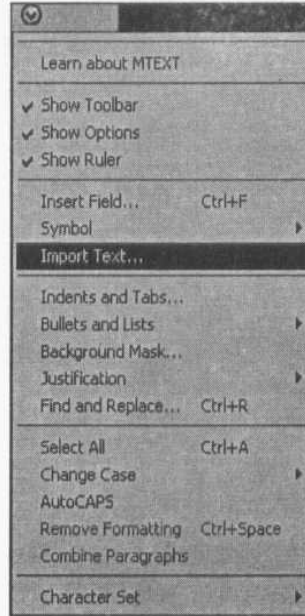 Learn about MTEXT
Show Toolbar
Show Options
Show Ruler
Insert Field... Ctrl+F
Symbol
Import Text...
Indents and Tabs...
Bullets and Lists
Background Mask...
Justification
Find and Replace... Ctrl+R
Select All Ctrl+A
Change Case
AutoCAPS
Remove Formatting Ctrl+Space
Combine Paragraphs
Character Set